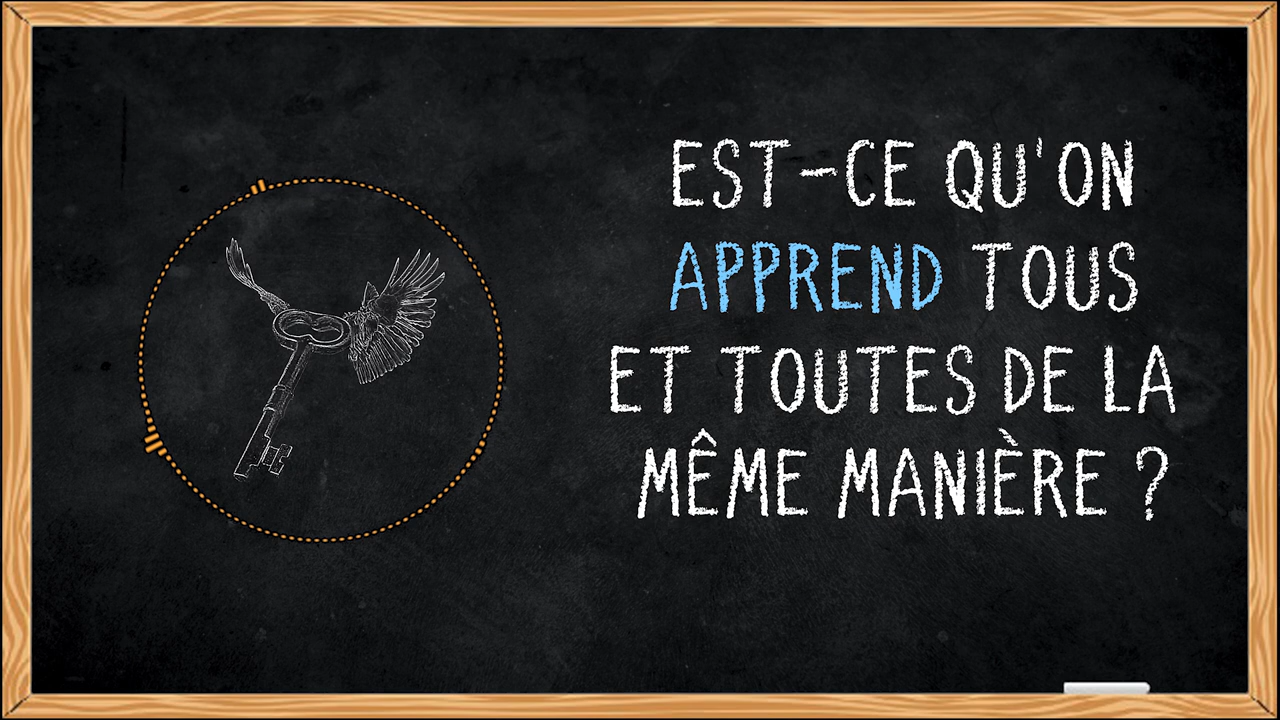 EST-CE QU'ON
APPREND TOUS
ET TOUTES DE LA
MÊME MANIÈRE ?